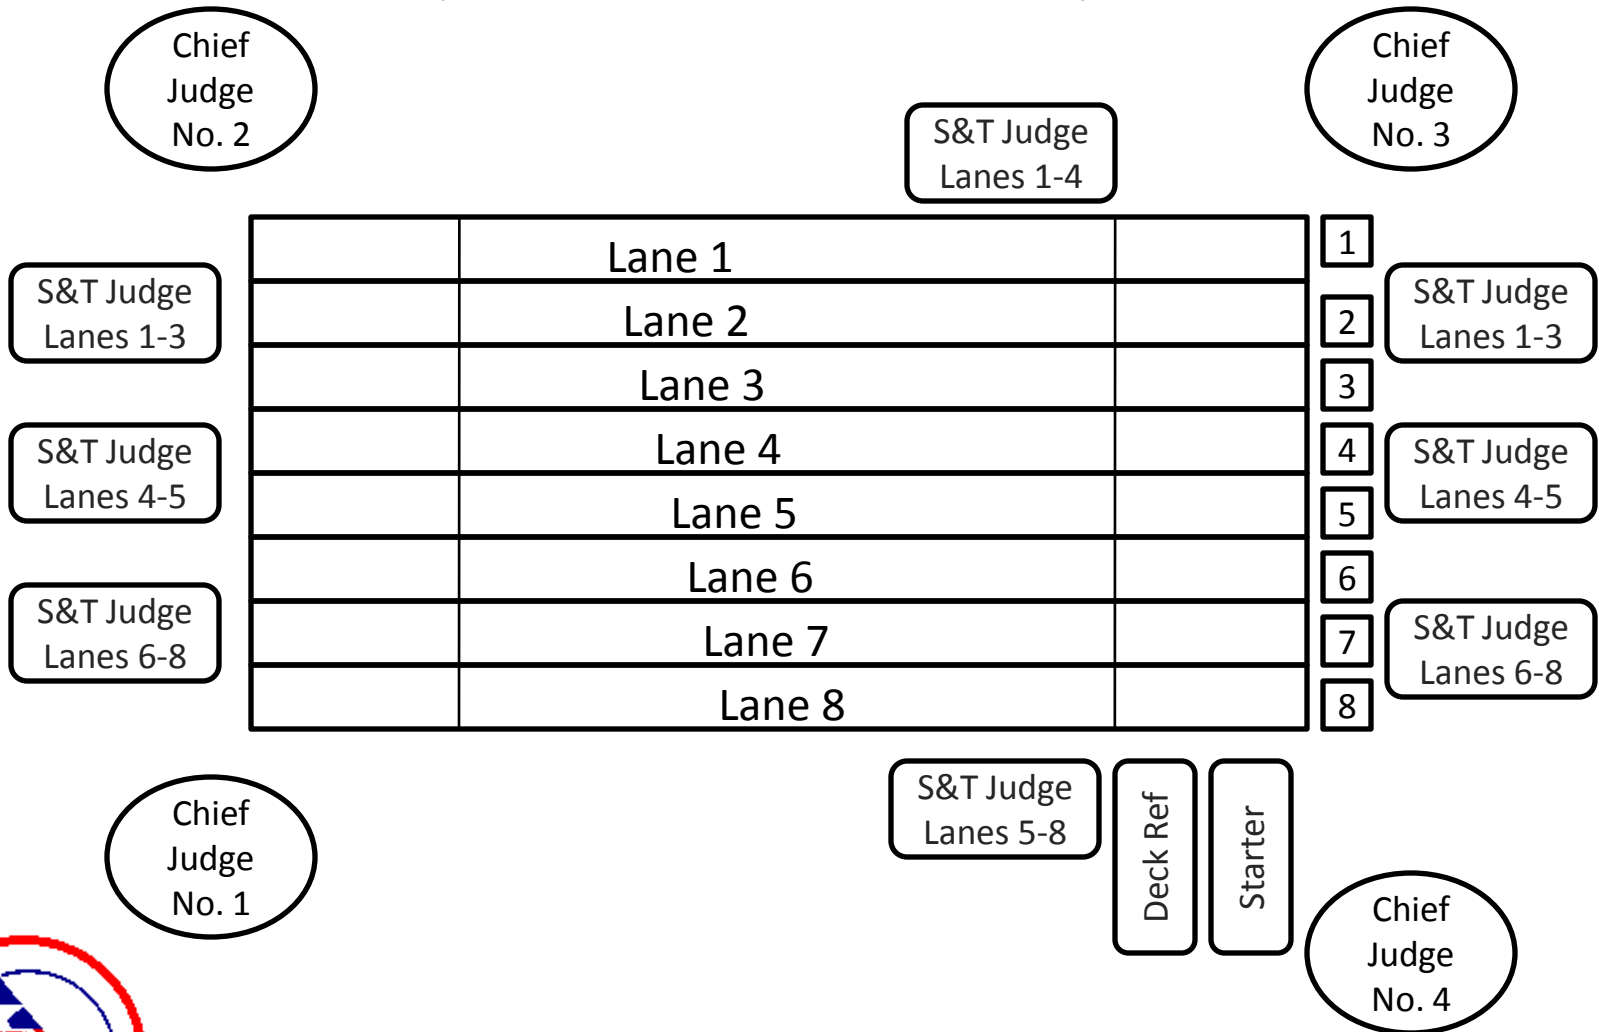 Chief
Judge
No. 2
Chief
Judge
No. 3
S&T Judge
Lanes 1-4
Lane 1
1
S&T Judge
Lanes 1-3
Lane 2
2
S&T Judge
Lanes 1-3
Lane 3
3
S&T Judge
Lanes 4-5
Lane 4
4
S&T Judge
Lanes 4-5
Lane 5
5
Lane 6
6
S&T Judge
Lanes 6-8
Lane 7
7
S&T Judge
Lanes 6-8
Lane 8
8
Chief
Judge
No. 1
S&T Judge
Lanes 5-8
Deck Ref
Starter
Chief
Judge
No. 4